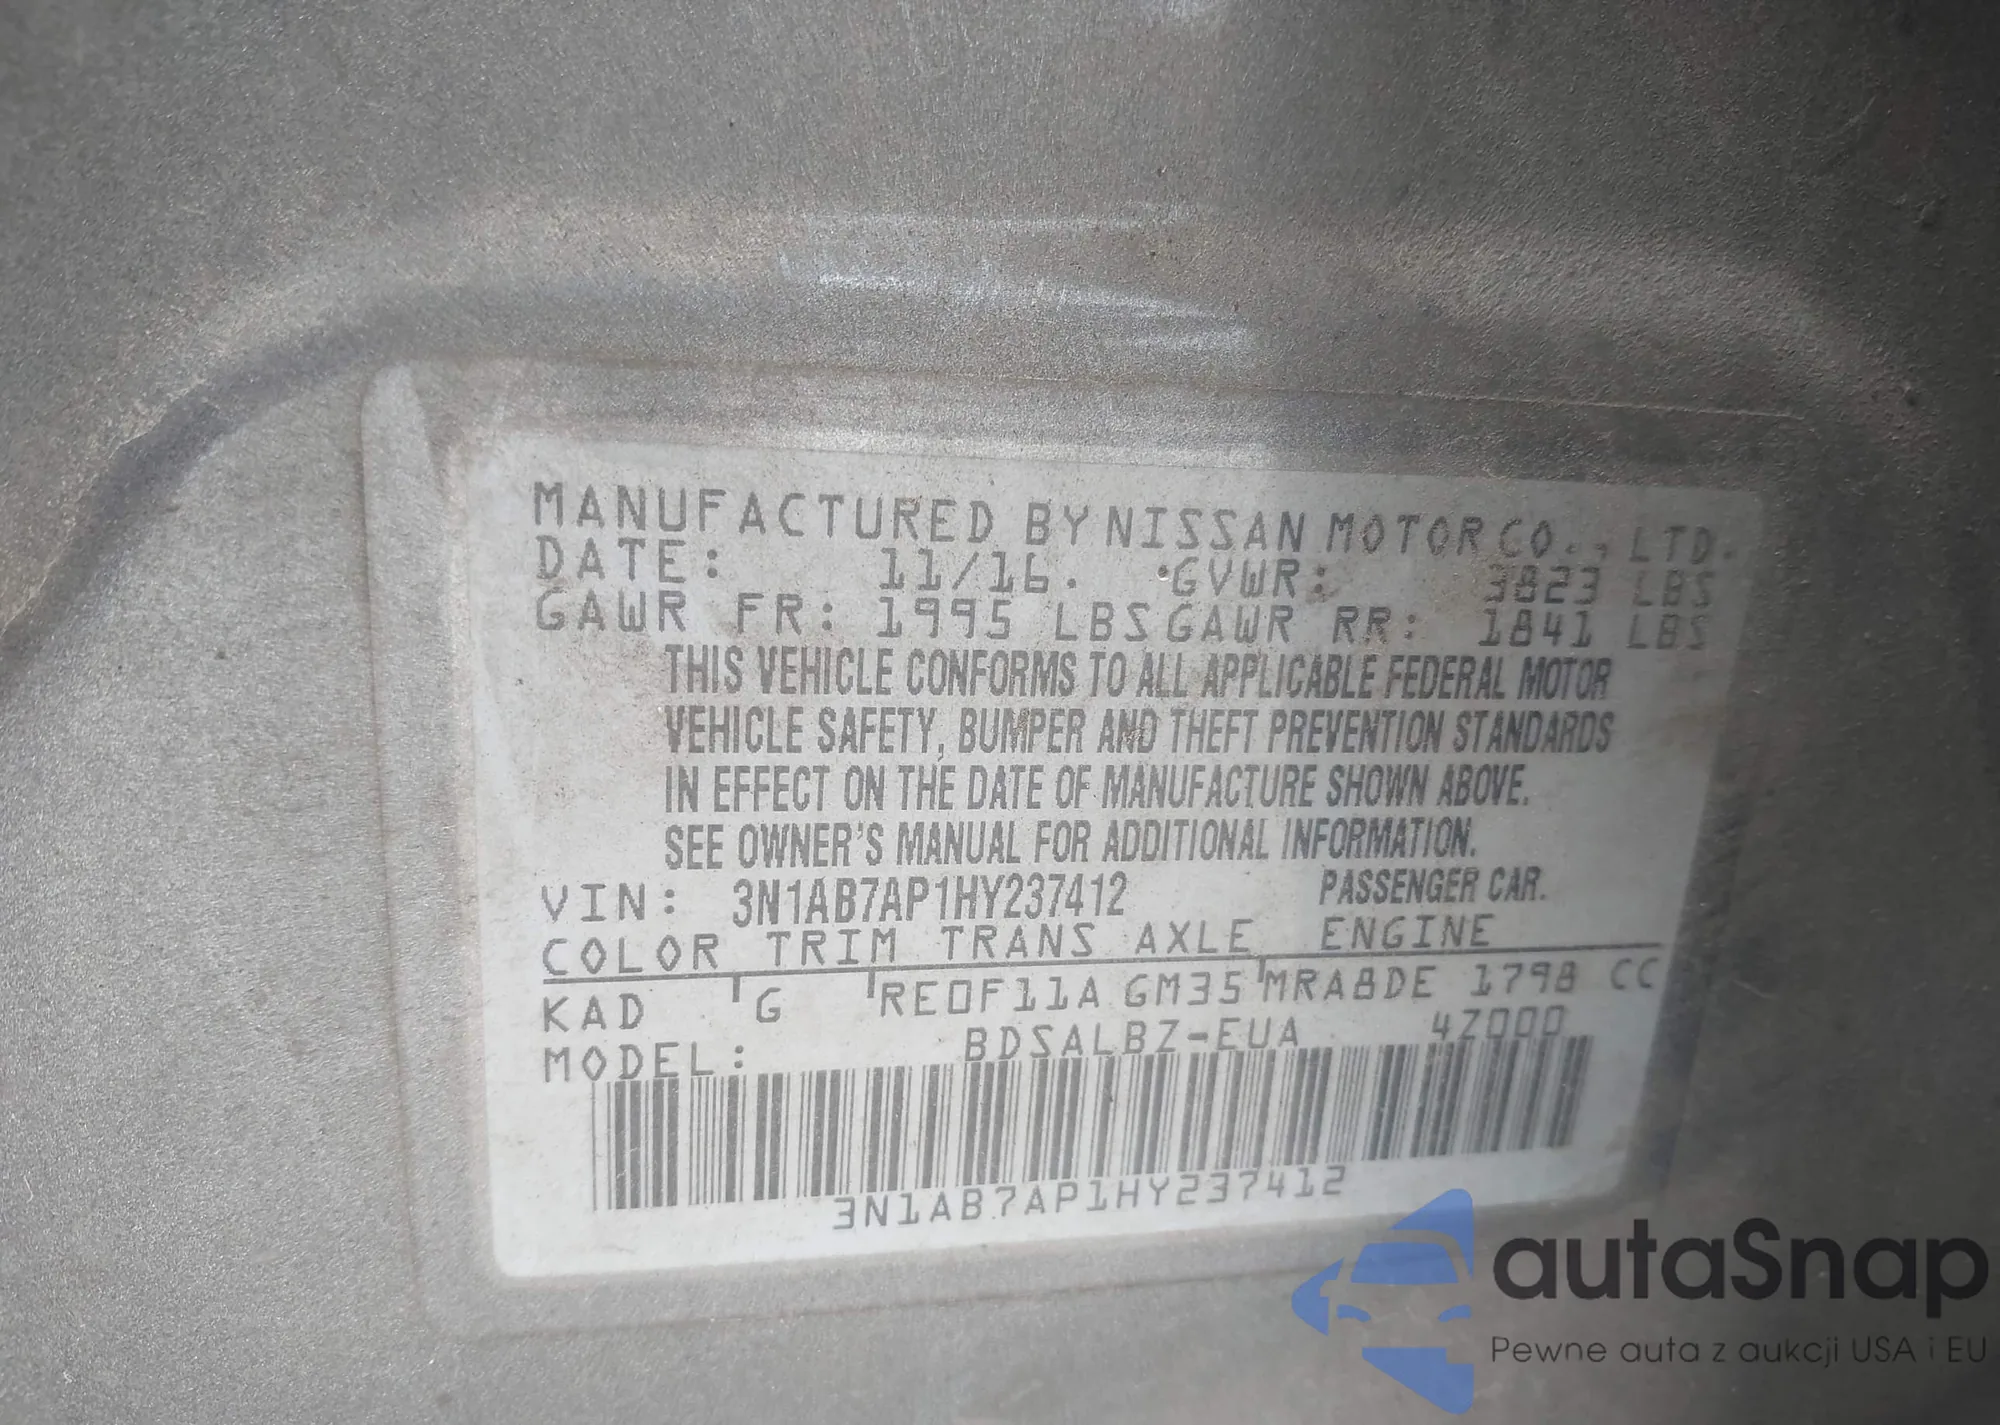 MANUFACTURED BY NISSAN MOTOR CO., LTD.
DATE: 11/16. GVWR: 3823 LBS
GAWR FR: 1995 LBS GAWR RR: 1841 LBS
THIS VEHICLE CONFORMS TO ALL APPLICABLE FEDERAL MOTOR
VEHICLE SAFETY, BUMPER AND THEFT PREVENTION STANDARDS
IN EFFECT ON THE DATE OF MANUFACTURE SHOWN ABOVE.
SEE OWNER'S MANUAL FOR ADDITIONAL INFORMATION.
VIN: 3N1AB7AP1HY237412 PASSENGER CAR.
COLOR TRIM TRANS AXLE ENGINE
KAD G RE0F11A GM35 MRA8DE 1798 CC
MODEL: BDSALBZ-EUA 4Z000
3N1AB7AP1HY237412
autaSnap
Pewne auta z aukcji USA i EU